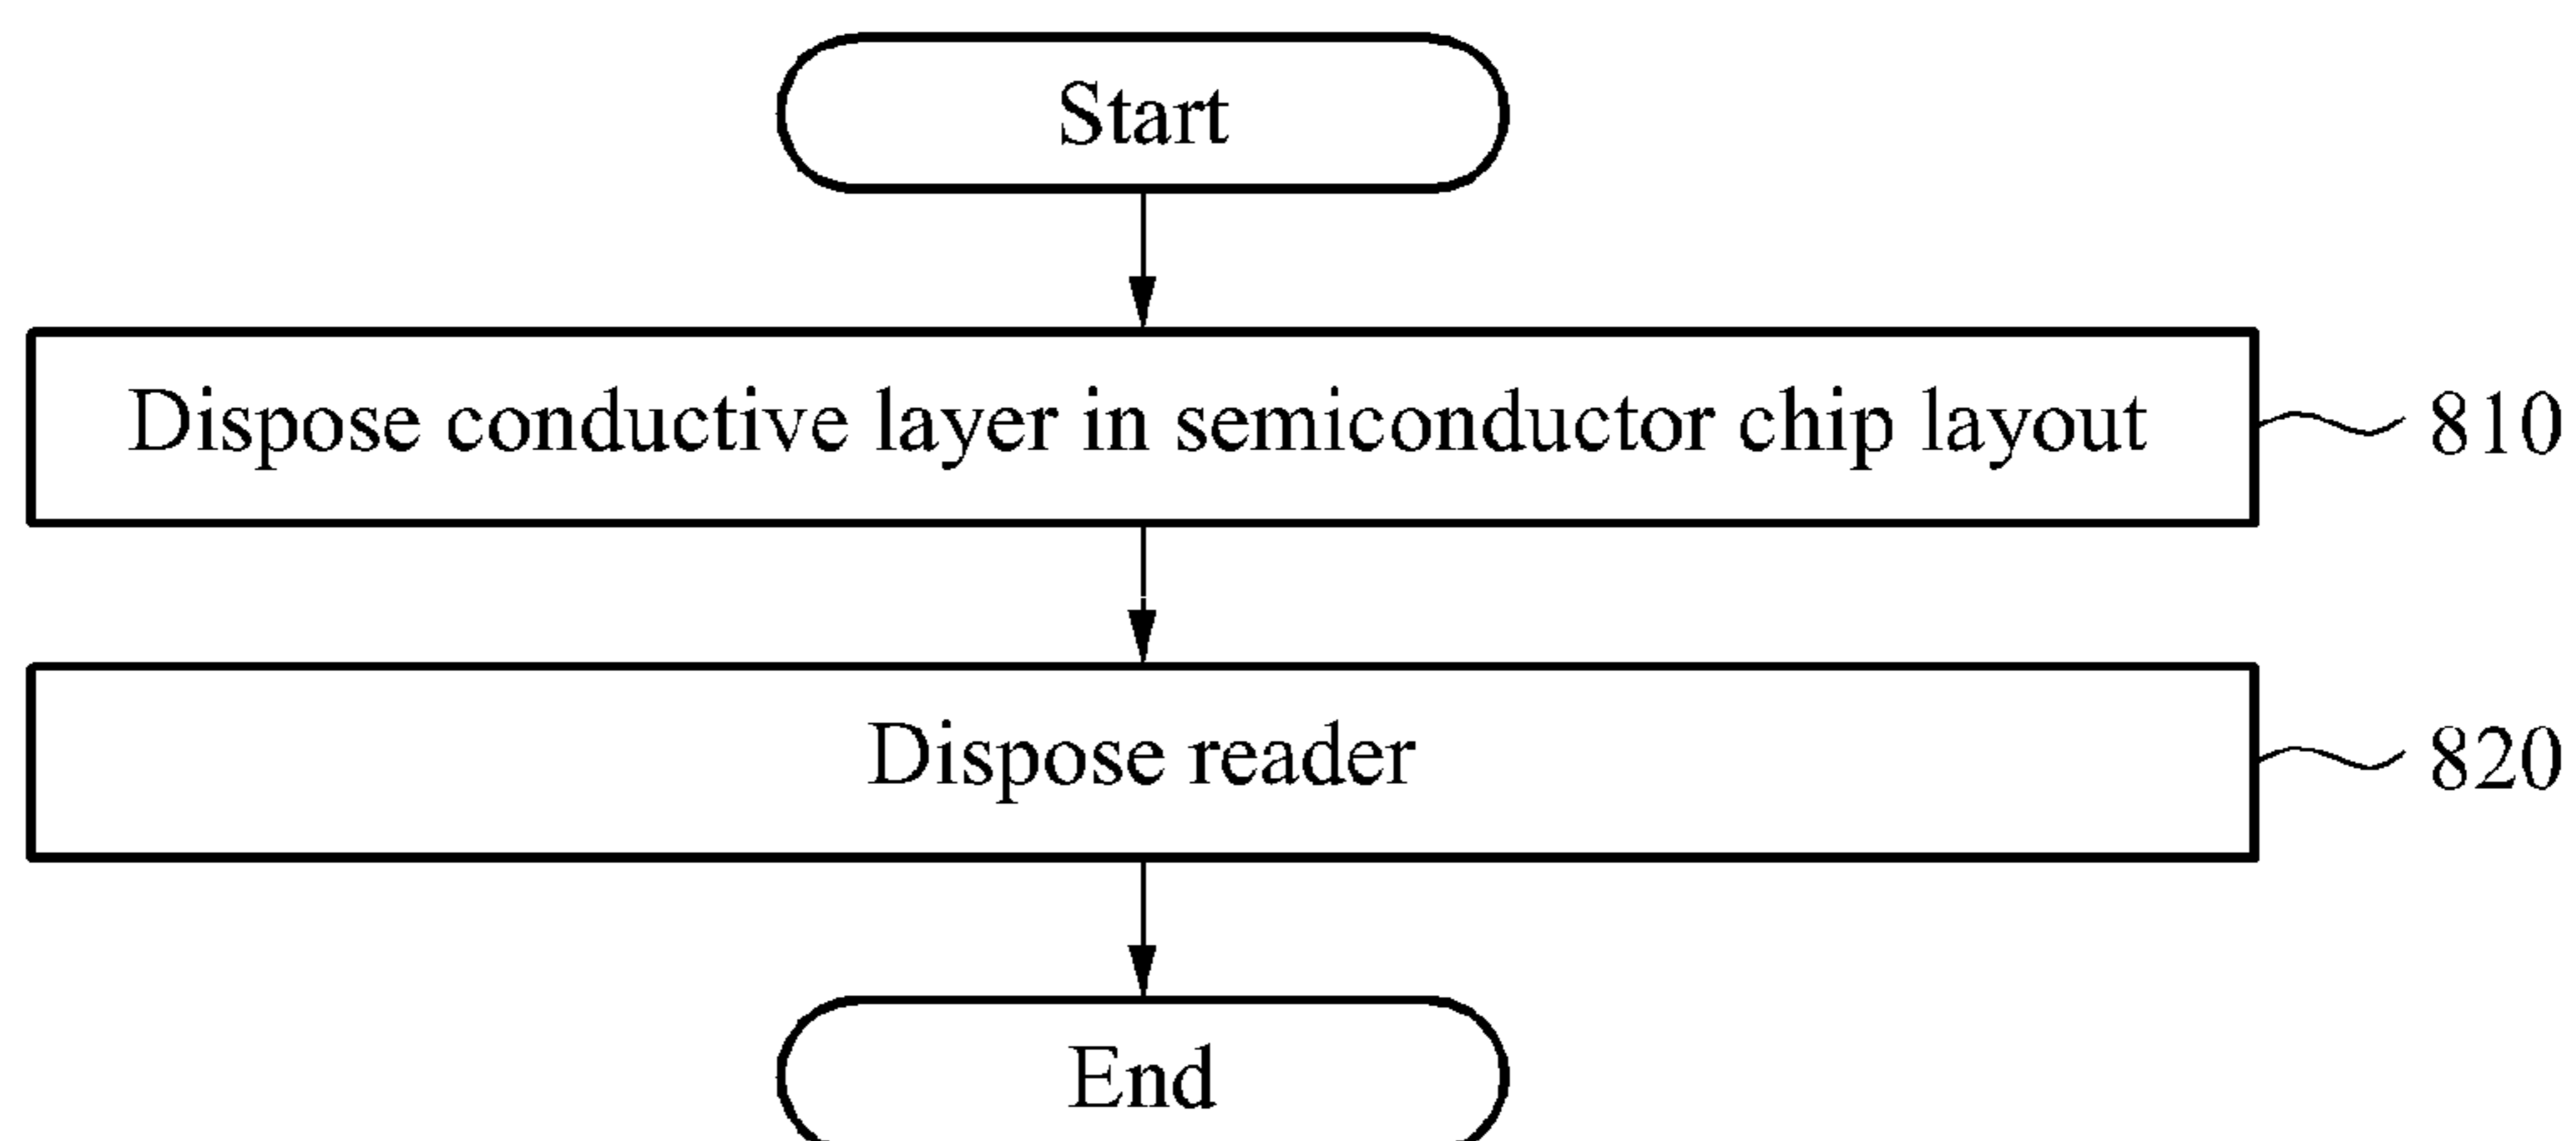 Start
Dispose conductive layer in semiconductor chip layout 810
Dispose reader 820
End